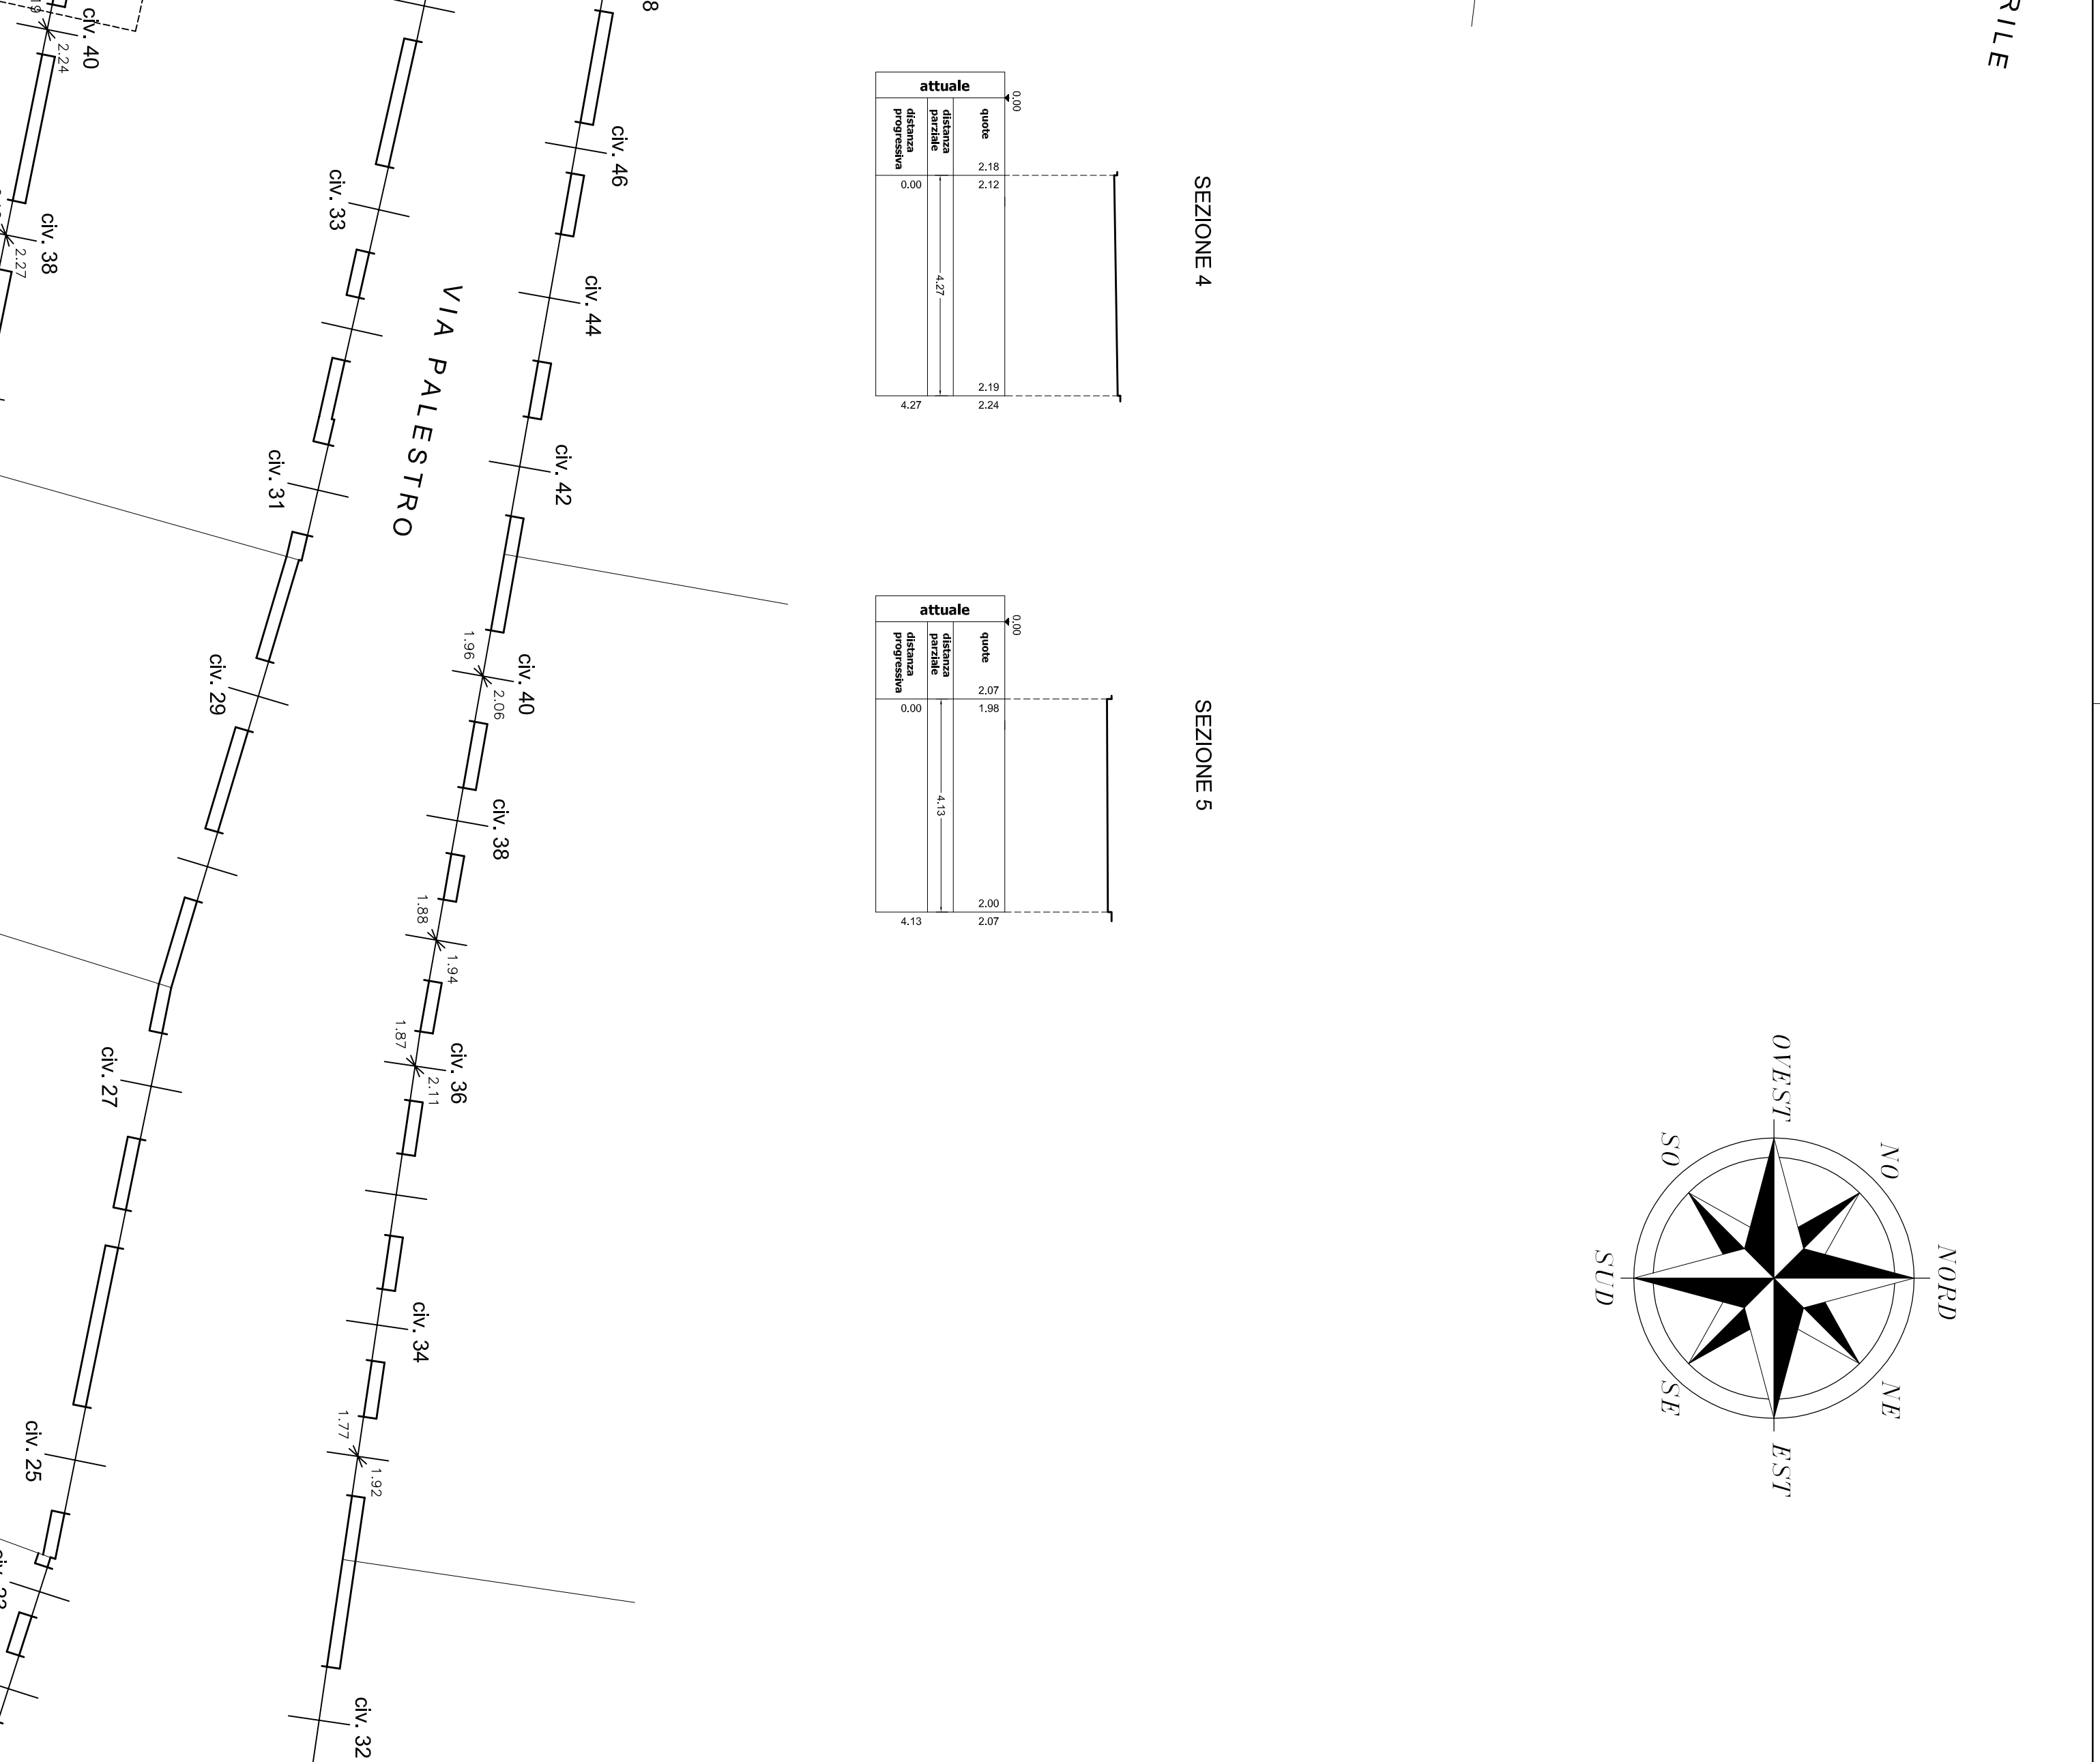 RILE
civ. 40
2.24
civ. 38
2.27
civ. 33
civ. 31
civ. 29
civ. 27
civ. 25
VIA PALESTRO
8
civ. 46
civ. 44
civ. 42
1.96
civ. 40
2.06
civ. 38
1.88
1.94
1.87
civ. 36
2.11
civ. 34
1.77
1.92
civ. 32
SEZIONE 4
attuale
0.00
distanza progressiva
distanza parziale
quote
2.18
0.00
2.12
4.27
2.19
4.27
2.24
SEZIONE 5
attuale
0.00
distanza progressiva
distanza parziale
quote
2.07
0.00
1.98
4.13
2.00
4.13
2.07
OVEST
NO
NORD
NE
EST
SE
SUD
SO